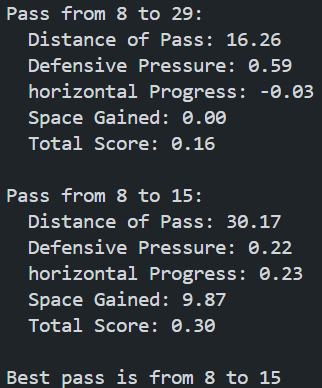 Pass from 8 to 29:
Distance of Pass: 16.26
Defensive Pressure: 0.59
horizontal Progress: -0.03
Space Gained: 0.00
Total Score: 0.16
Pass from 8 to 15:
Distance of Pass: 30.17
Defensive Pressure: 0.22
horizontal Progress: 0.23
Space Gained: 9.87
Total Score: 0.30
Best pass is from 8 to 15